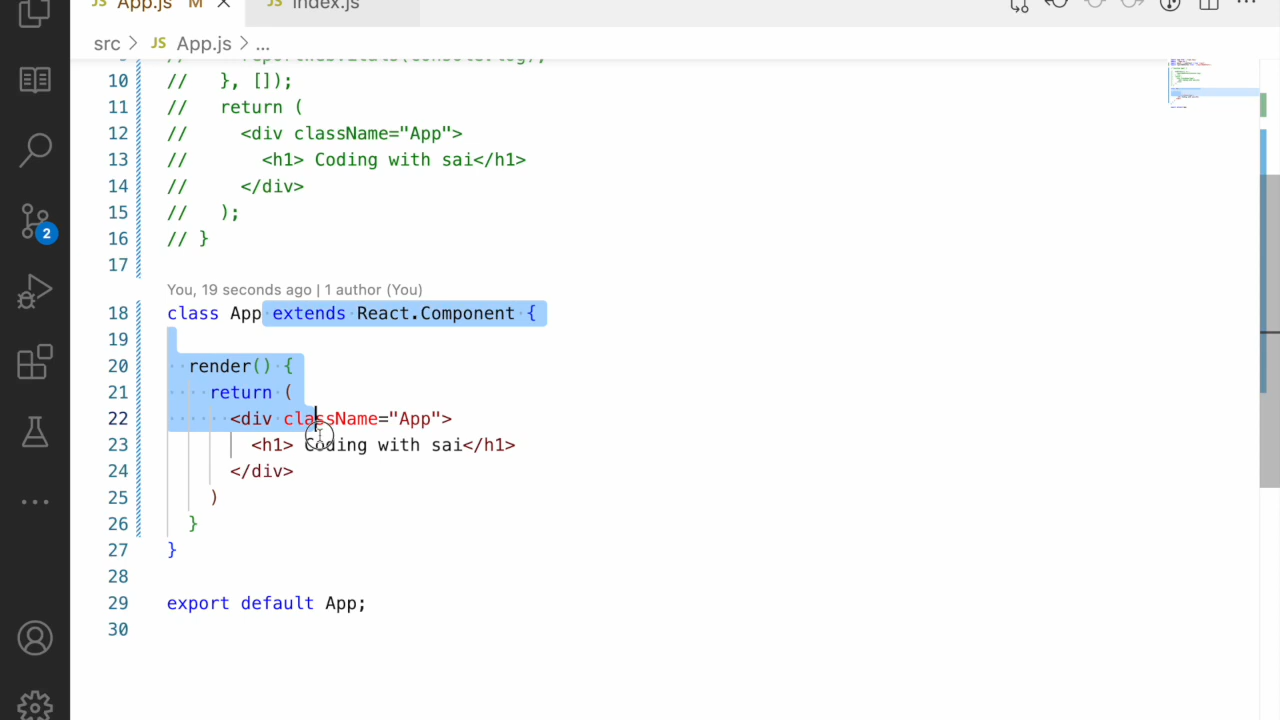 JS App.js M
JS index.js
src > JS App.js > ...
10 // }, []);
11 // return (
12 // <div className="App">
13 // <h1> Coding with sai</h1>
14 // </div>
15 // );
16 // }
17
You, 19 seconds ago | 1 author (You)
18 class App extends React.Component {
19
20 render() {
21 return (
22 <div className="App">
23 <h1> Coding with sai</h1>
24 </div>
25 )
26 }
27 }
28
29 export default App;
30
2